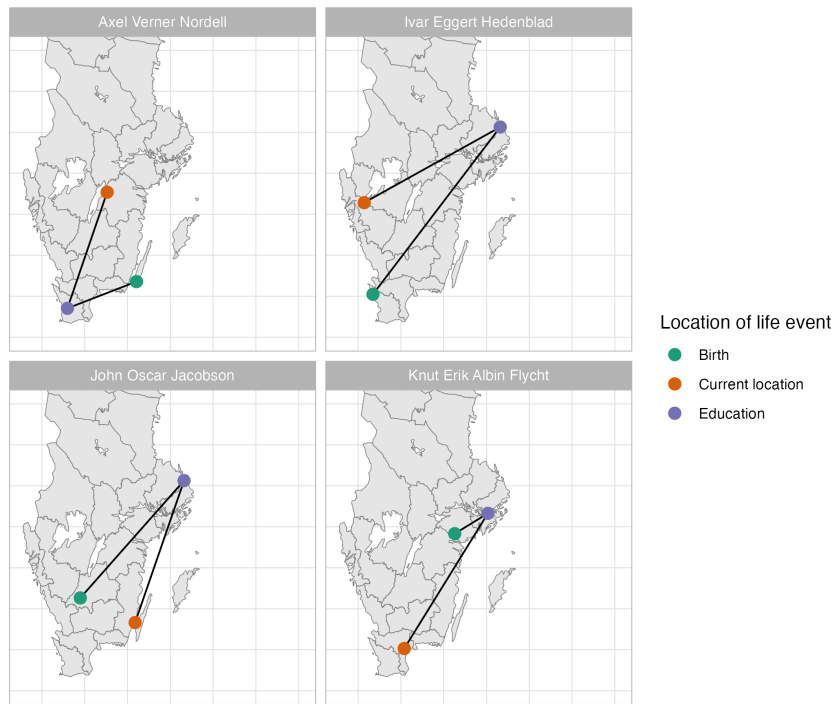 Axel Verner Nordell
Ivar Eggert Hedenblad
John Oscar Jacobson
Knut Erik Albin Flycht
Location of life event
Birth
Current location
Education